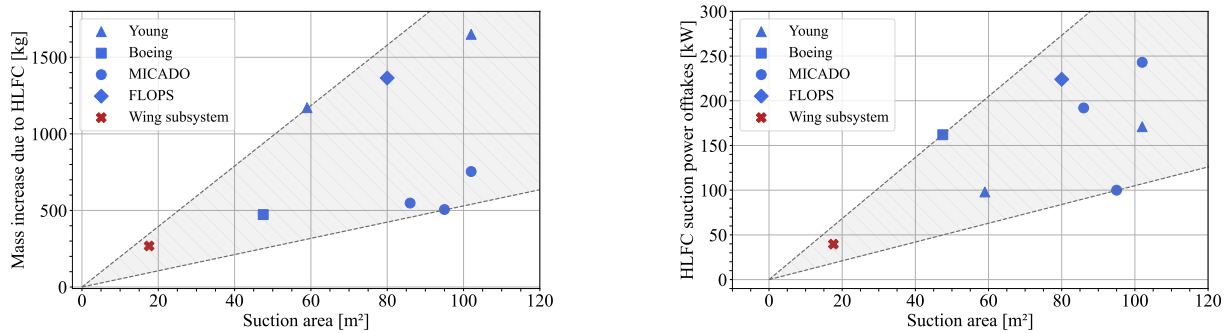 Mass increase due to HLFC [kg]
1500
1000
500
0
Young
Boeing
MICADO
FLOPS
Wing subsystem
0 20 40 60 80 100 120
Suction area [m²]
HLFC suction power offtakes [kW]
300
250
200
150
100
50
0
Young
Boeing
MICADO
FLOPS
Wing subsystem
0 20 40 60 80 100 120
Suction area [m²]